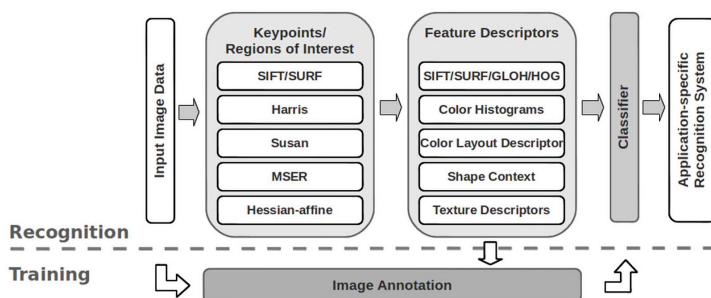 Input Image Data
Keypoints/
Regions of Interest
SIFT/SURF
Harris
Susan
MSER
Hessian-affine
Feature Descriptors
SIFT/SURF/GLOH/HOG
Color Histograms
Color Layout Descriptor
Shape Context
Texture Descriptors
Classifier
Application-specific
Recognition System
Recognition
Training
Image Annotation